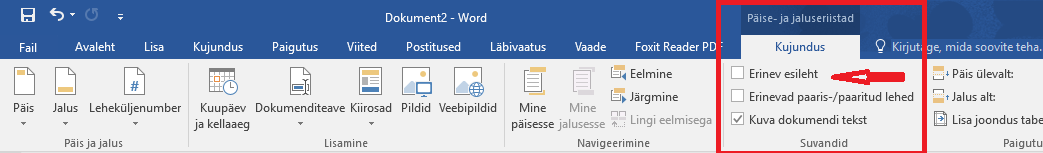 Dokument2 - Word
Päise- ja jaluseriistad
Fail Avaleht Lisa Kujundus Paigutus Viited Postitused Läbivaatus Vaade Foxit Reader PDF Kujundus Kirjutage, mida soovite teha.
Päis Jalus Leheküljenumber
Päis ja jalus
Kuupäev ja kellaaeg
Dokumenditeave Kiirosad Pildid Veebipildid
Lisamine
Mine päisesse
Mine jalusesse
Eelmine
Järgmine
Lingi eelmisega
Navigeerimine
Erinev esileht
Erinevad paaris-/paaritud lehed
Kuva dokumendi tekst
Suvandid
Päis ülevalt:
Jalus alt:
Lisa joondus tabe
Paigutu